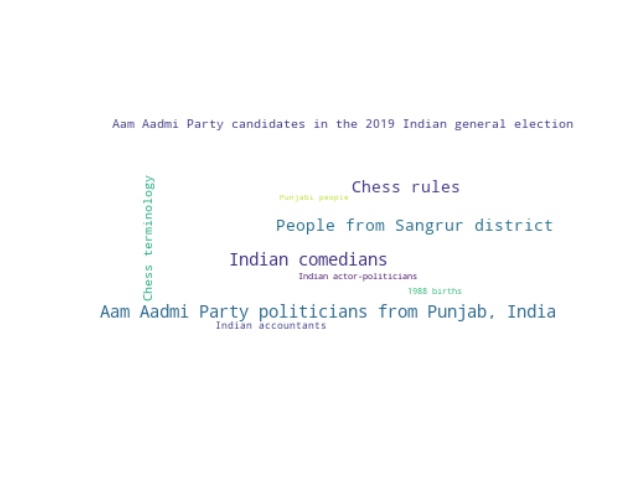 Aam Aadmi Party candidates in the 2019 Indian general election
Chess terminology
Chess rules
Punjabi people
People from Sangrur district
Indian comedians
Indian actor-politicians
1988 births
Aam Aadmi Party politicians from Punjab, India
Indian accountants